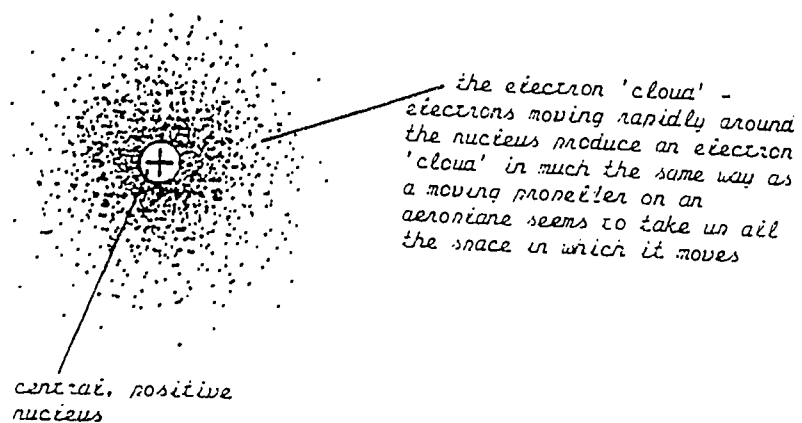 the electron 'cloud' -
electrons moving rapidly around
the nucleus produce an electron
'cloud' in much the same way as
a moving propeller on an
aeroplane seems to take up all
the space in which it moves
+
central, positive
nucleus